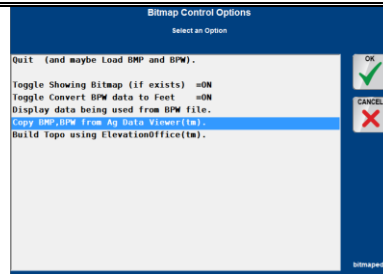 Bitmap Control Options
Select an Option
Quit (and maybe Load BMP and BPW).
Toggle Showing Bitmap (if exists) =ON
Toggle Convert BPW data to Feet =ON
Display data being used from BPW file.
Copy BMP,BPW from Ag Data Viewer(tm).
Build Topo using ElevationOffice(tm).
OK
CANCEL
bitmaped